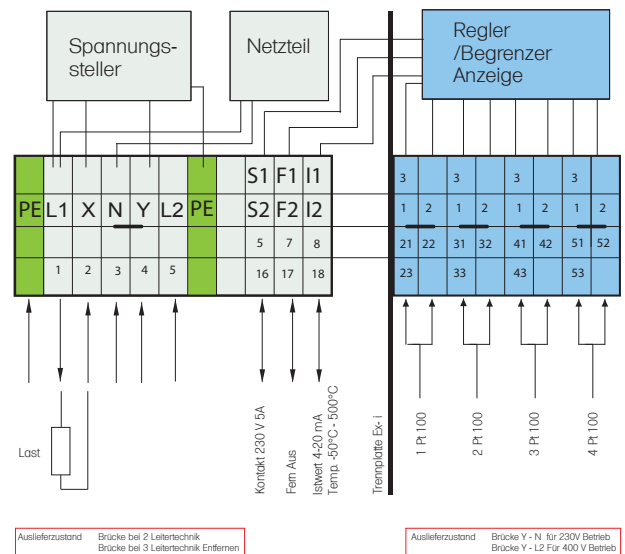 Spannungs-
steller
Netzteil
Regler
/Begrenzer
Anzeige
S1 F1 I1 3 3 3 3
PE L1 X N Y L2 PE S2 F2 I2 1 2 1 2 1 2 1 2
5 7 8 21 22 31 32 41 42 51 52
1 2 3 4 5 16 17 18 23 33 43 53
Last
Kontakt 230 V 5A
Fern Aus
Istwert 4-20 mA
Temp. -50°C - 500°C
Trennplatte Ex- i
1 Pt 100
2 Pt 100
3 Pt 100
4 Pt 100
Auslieferzustand Brücke bei 2 Leitertechnik
Brücke bei 3 Leitertechnik Entfernen
Auslieferzustand Brücke Y - N für 230V Betrieb
Brücke Y - L2 Für 400 V Betrieb